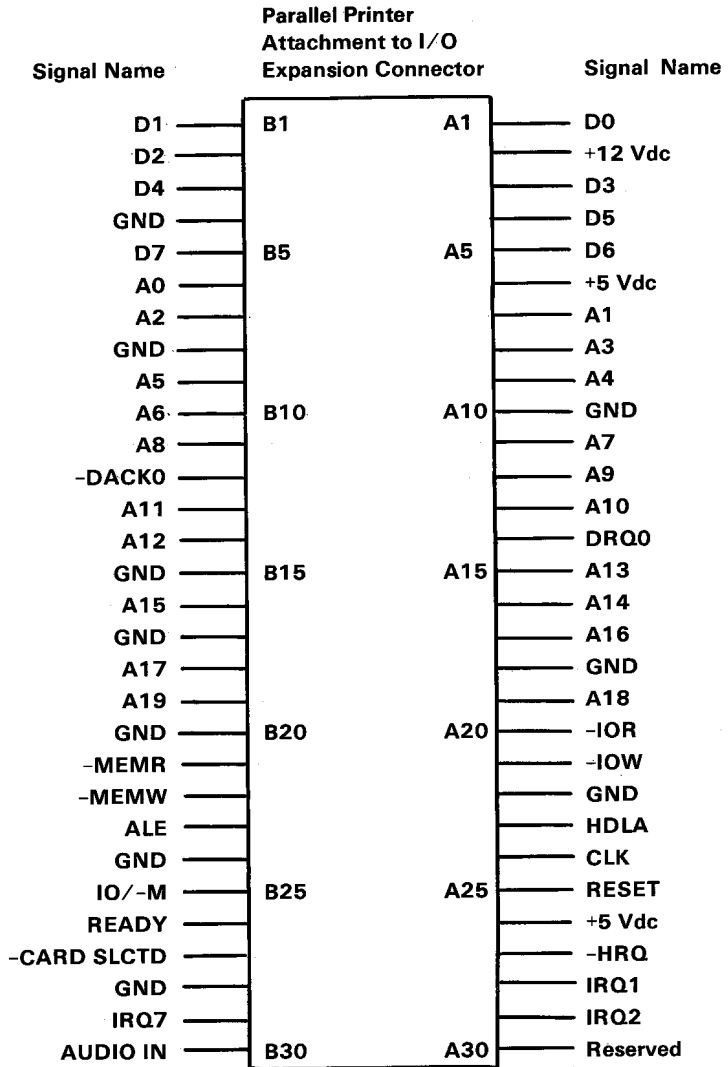 Parallel Printer
Attachment to I/O
Signal Name Expansion Connector Signal Name
D1 B1 A1 D0
D2 +12 Vdc
D4 D3
GND D5
D7 B5 A5 D6
A0 +5 Vdc
A2 A1
GND A3
A5 A4
A6 B10 A10 GND
A8 A7
-DACK0 A9
A11 A10
A12 DRQ0
GND B15 A15 A13
A15 A14
GND A16
A17 GND
A19 A18
GND B20 A20 -IOR
-MEMR -IOW
-MEMW GND
ALE HDLA
GND CLK
IO/-M B25 A25 RESET
READY +5 Vdc
-CARD SLCTD -HRQ
GND IRQ1
IRQ7 IRQ2
AUDIO IN B30 A30 Reserved